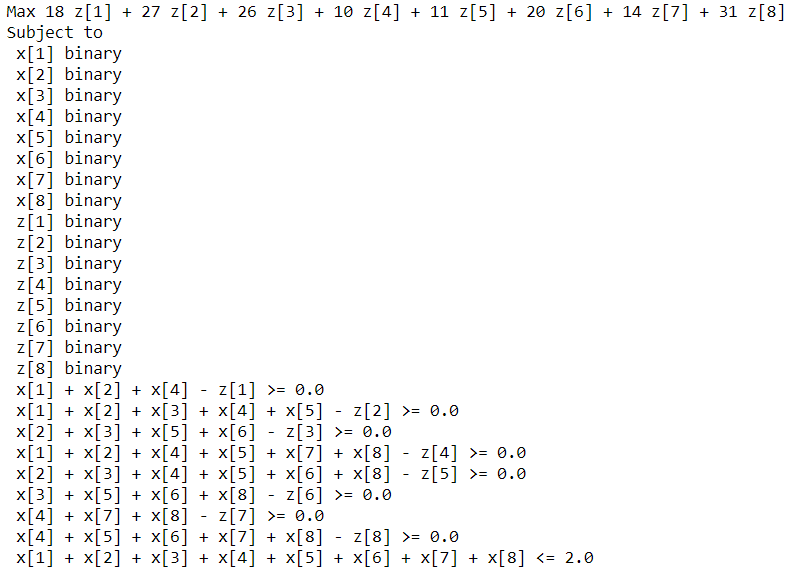 Max 18 z[1] + 27 z[2] + 26 z[3] + 10 z[4] + 11 z[5] + 20 z[6] + 14 z[7] + 31 z[8]
Subject to
x[1] binary
x[2] binary
x[3] binary
x[4] binary
x[5] binary
x[6] binary
x[7] binary
x[8] binary
z[1] binary
z[2] binary
z[3] binary
z[4] binary
z[5] binary
z[6] binary
z[7] binary
z[8] binary
x[1] + x[2] + x[4] - z[1] >= 0.0
x[1] + x[2] + x[3] + x[4] + x[5] - z[2] >= 0.0
x[2] + x[3] + x[5] + x[6] - z[3] >= 0.0
x[1] + x[2] + x[4] + x[5] + x[7] + x[8] - z[4] >= 0.0
x[2] + x[3] + x[4] + x[5] + x[6] + x[8] - z[5] >= 0.0
x[3] + x[5] + x[6] + x[8] - z[6] >= 0.0
x[4] + x[7] + x[8] - z[7] >= 0.0
x[4] + x[5] + x[6] + x[7] + x[8] - z[8] >= 0.0
x[1] + x[2] + x[3] + x[4] + x[5] + x[6] + x[7] + x[8] <= 2.0